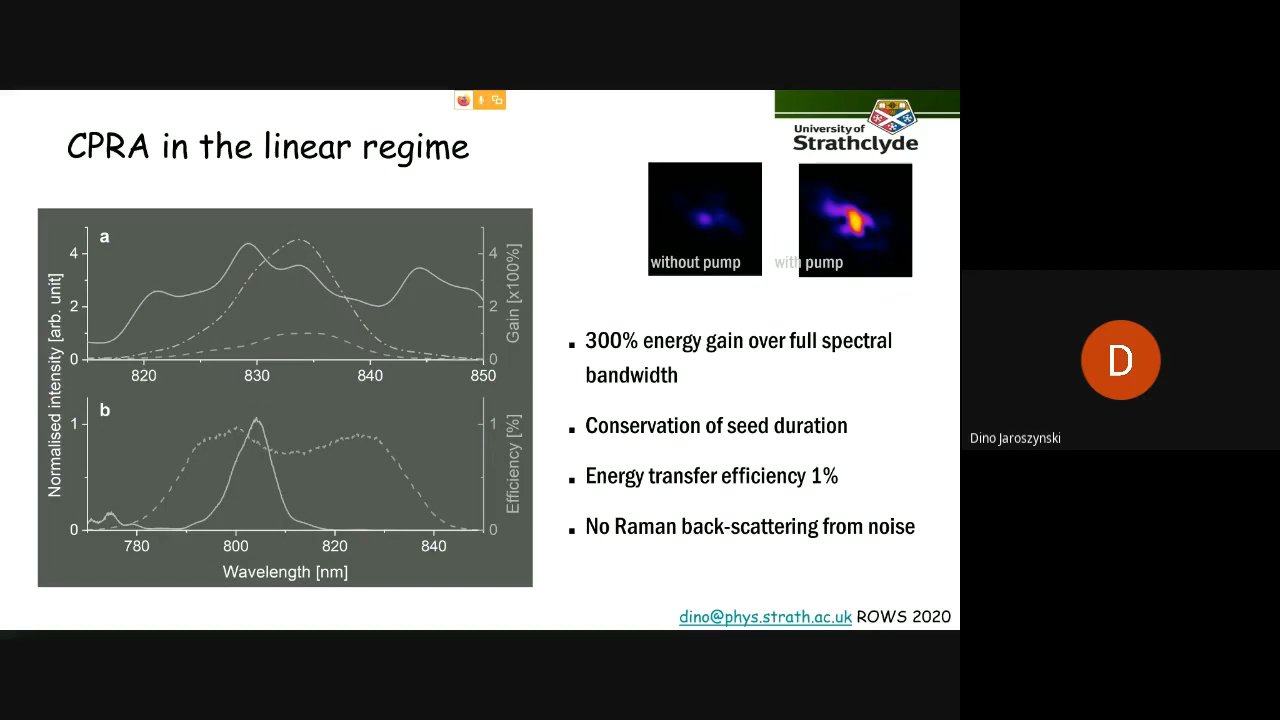 CPRA in the linear regime
University of
Strathclyde
without pump
with pump
a
Normalised intensity [arb. unit]
4
2
0
4
2
0
Gain [x100%]
820 830 840 850
b
1
0
1
0
Efficiency [%]
780 800 820 840
Wavelength [nm]
▪ 300% energy gain over full spectral
bandwidth
▪ Conservation of seed duration
▪ Energy transfer efficiency 1%
▪ No Raman back-scattering from noise
dino@phys.strath.ac.uk ROWS 2020
D
Dino Jaroszynski